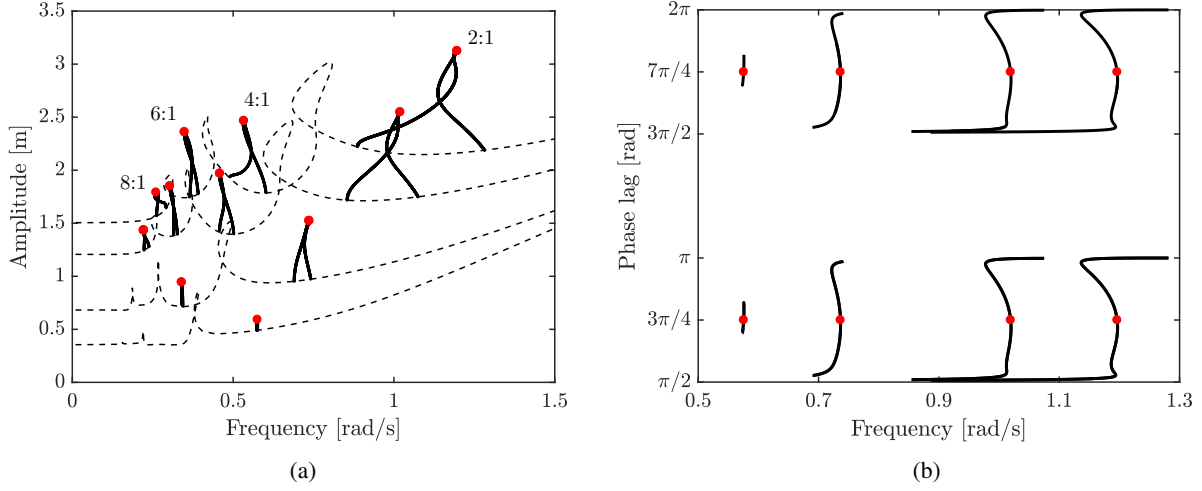 3.5
3
2.5
2
1.5
1
0.5
0
0
0.5
1
1.5
Amplitude [m]
Frequency [rad/s]
2:1
4:1
6:1
8:1
(a)
2π
7π/4
3π/2
π
3π/4
π/2
0.5
0.7
0.9
1.1
1.3
Phase lag [rad]
Frequency [rad/s]
(b)